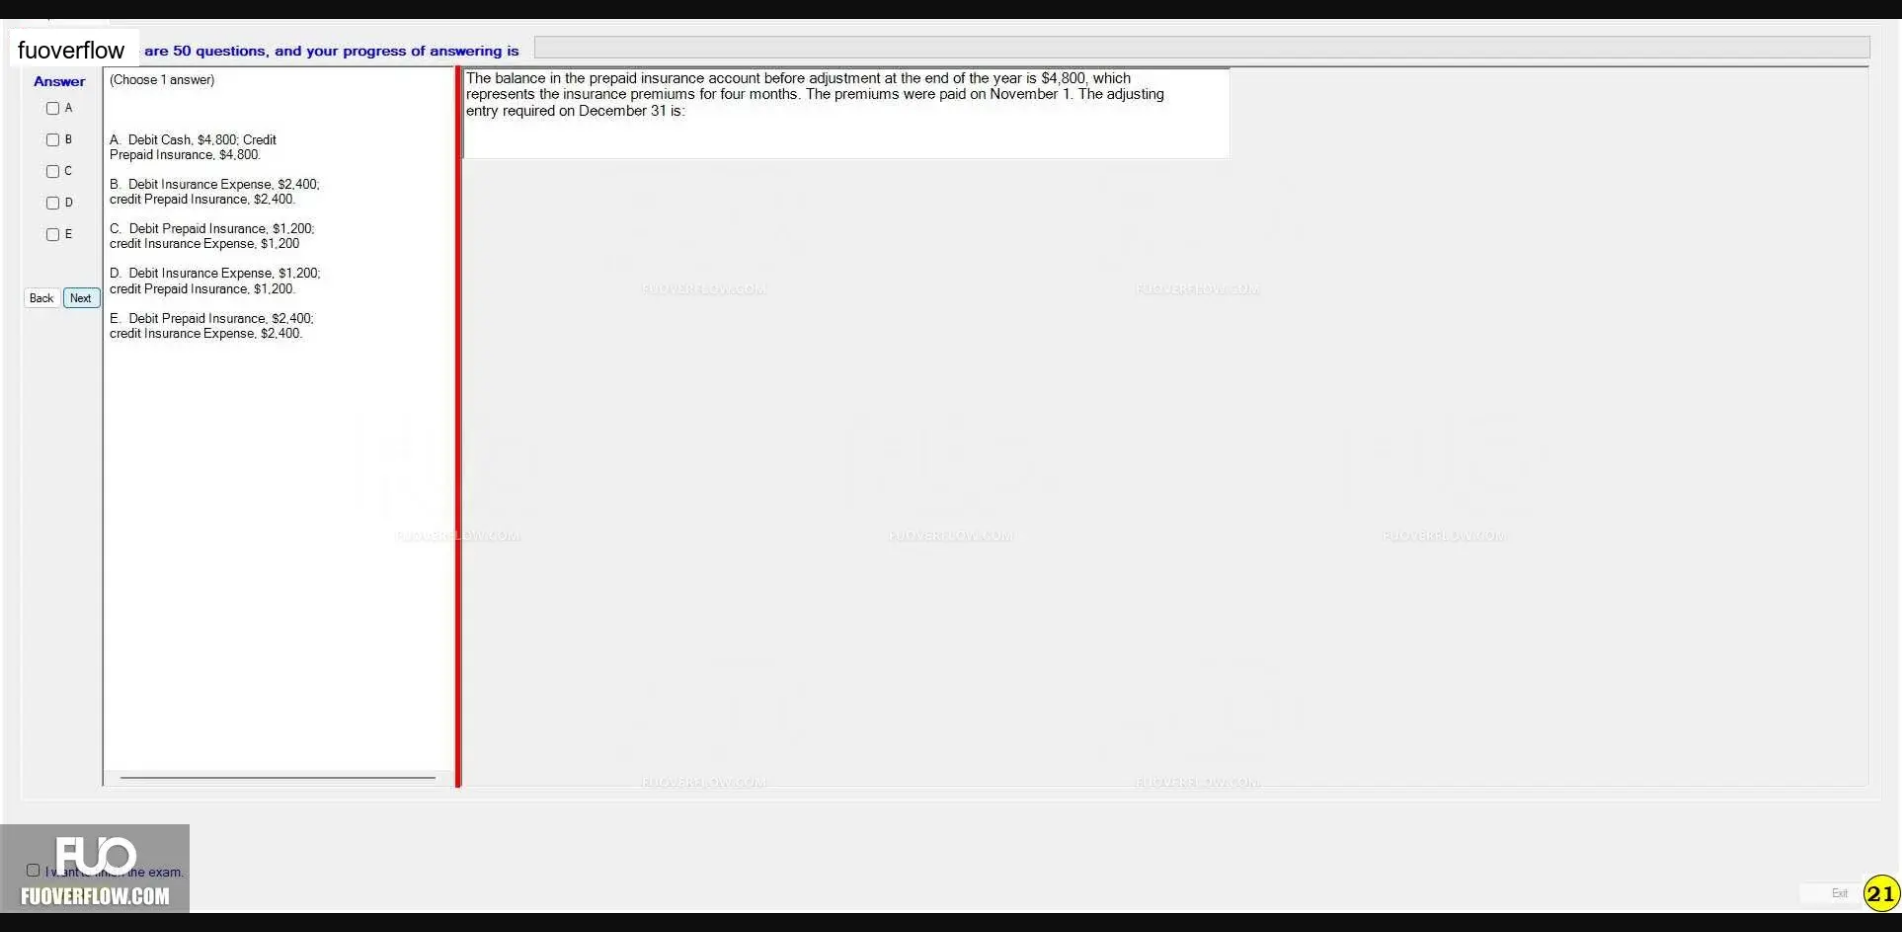 fuoverflow are 50 questions, and your progress of answering is
Answer
A
B
C
D
E
Back Next
(Choose 1 answer)
A. Debit Cash, $4,800; Credit
Prepaid Insurance, $4,800.
B. Debit Insurance Expense, $2,400;
credit Prepaid Insurance, $2,400.
C. Debit Prepaid Insurance, $1,200;
credit Insurance Expense, $1,200
D. Debit Insurance Expense, $1,200;
credit Prepaid Insurance, $1,200.
E. Debit Prepaid Insurance, $2,400;
credit Insurance Expense, $2,400.
The balance in the prepaid insurance account before adjustment at the end of the year is $4,800, which
represents the insurance premiums for four months. The premiums were paid on November 1. The adjusting
entry required on December 31 is:
FUOVERFLOW.COM FUOVERFLOW.COM
FUOVERFLOW.COM FUOVERFLOW.COM FUOVERFLOW.COM
FUOVERFLOW.COM FUOVERFLOW.COM
FUO
the exam.
FUOVERFLOW.COM
Exit 21